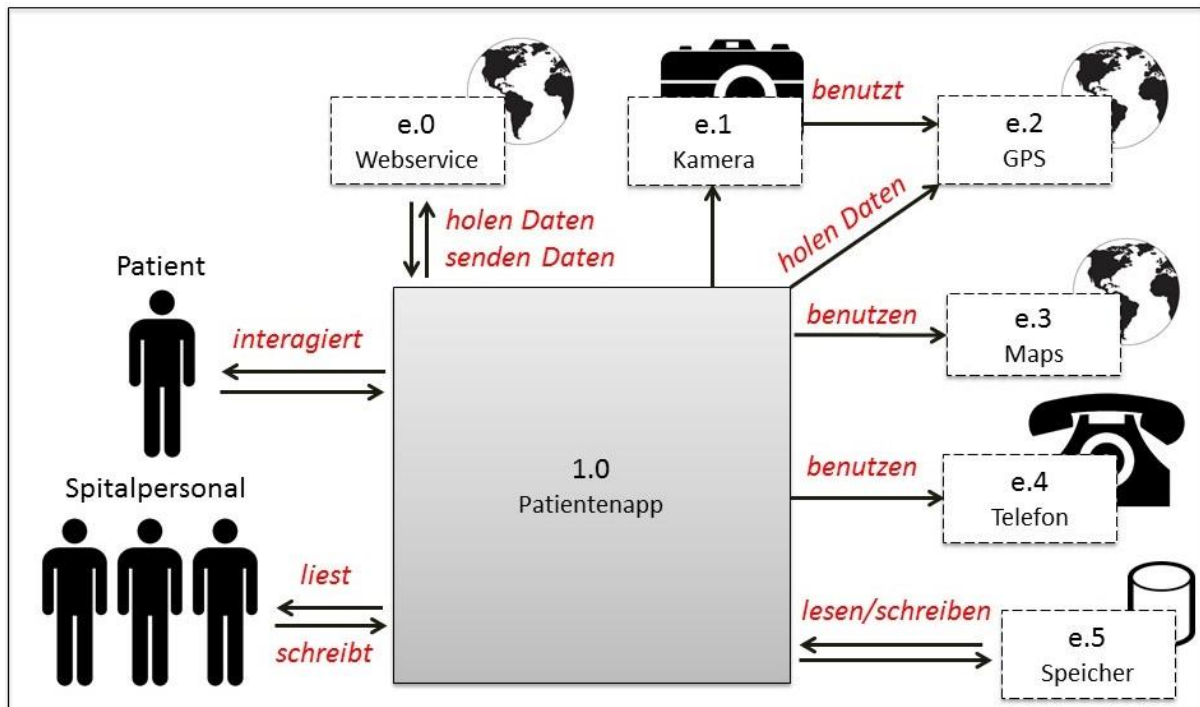 e.0
Webservice
e.1
Kamera
benutzt
e.2
GPS
holen Daten
senden Daten
holen Daten
Patient
interagiert
benutzen
e.3
Maps
1.0
Patientenapp
benutzen
e.4
Telefon
Spitalpersonal
liest
schreibt
lesen/schreiben
e.5
Speicher